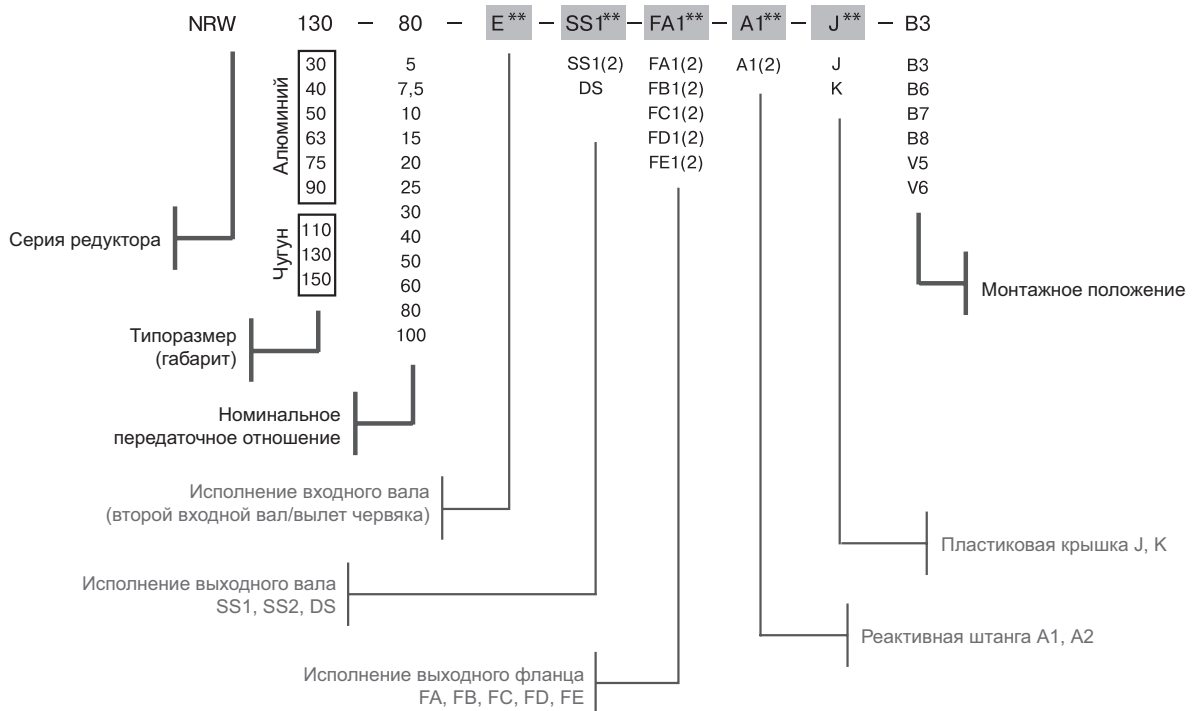 NRW 130 – 80 – E** – SS1** – FA1** – A1** – J** – B3
Алюминий
30
40
50
63
75
90
Чугун
110
130
150
5
7,5
10
15
20
25
30
40
50
60
80
100
SS1(2)
DS
FA1(2)
FB1(2)
FC1(2)
FD1(2)
FE1(2)
A1(2)
J
K
B3
B6
B7
B8
V5
V6
Серия редуктора
Монтажное положение
Типоразмер
(габарит)
Номинальное
передаточное отношение
Исполнение входного вала
(второй входной вал/вылет червяка)
Пластиковая крышка J, K
Исполнение выходного вала
SS1, SS2, DS
Реактивная штанга A1, A2
Исполнение выходного фланца
FA, FB, FC, FD, FE